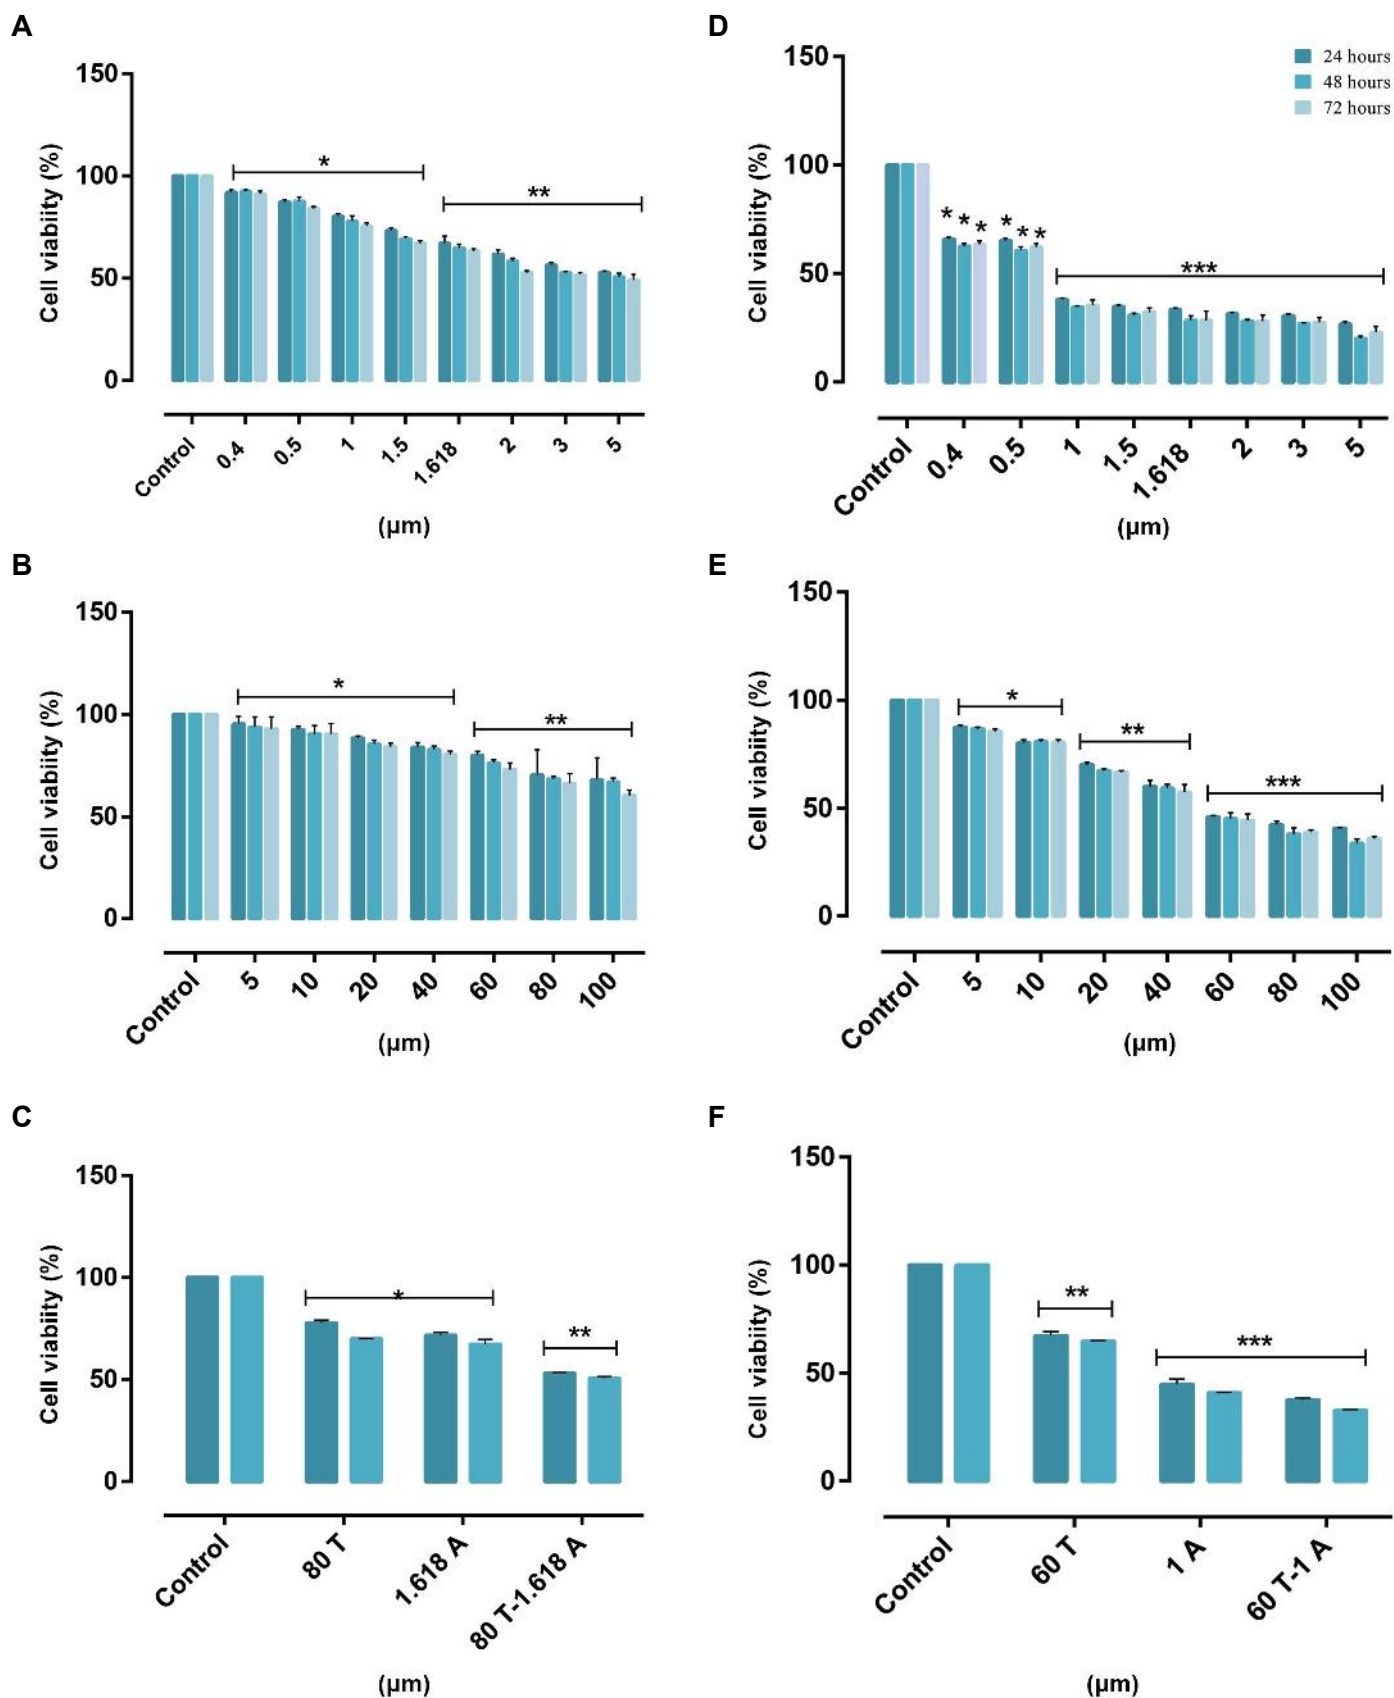 A
150
100
50
0
Cell viabiity (%)
*
**
Control
0.4
0.5
1
1.5
1.618
2
3
5
(µm)
D
150
100
50
0
Cell viabiity (%)
24 hours
48 hours
72 hours
* * * * * *
***
Control
0.4
0.5
1
1.5
1.618
2
3
5
(µm)
B
150
100
50
0
Cell viabiity (%)
*
**
Control
5
10
20
40
60
80
100
(µm)
E
150
100
50
0
Cell viabiity (%)
*
**
***
Control
5
10
20
40
60
80
100
(µm)
C
150
100
50
0
Cell viabiity (%)
*
**
Control
80 T
1.618 A
80 T-1.618 A
(µm)
F
150
100
50
0
Cell viabiity (%)
**
***
Control
60 T
1 A
60 T-1 A
(µm)